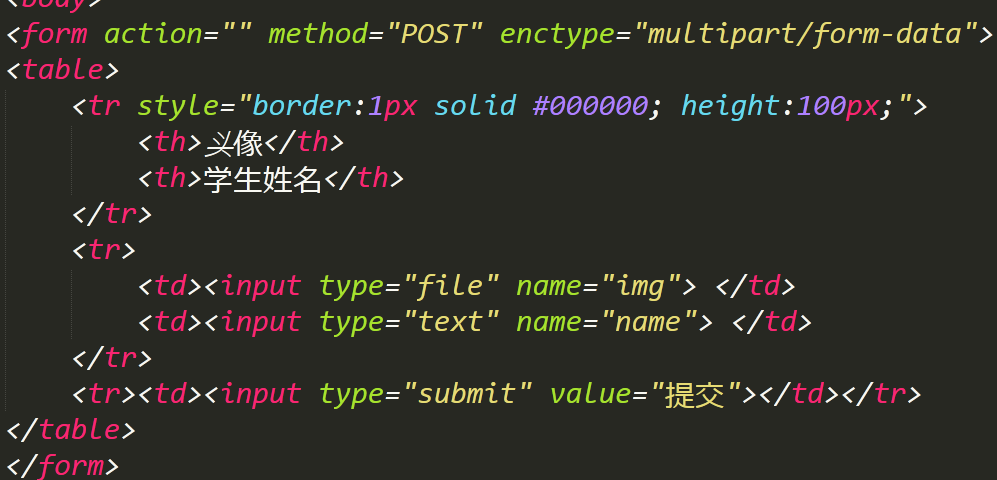 <body>
<form action="" method="POST" enctype="multipart/form-data">
<table>
<tr style="border:1px solid #000000; height:100px;">
<th>头像</th>
<th>学生姓名</th>
</tr>
<tr>
<td><input type="file" name="img"> </td>
<td><input type="text" name="name"> </td>
</tr>
<tr><td><input type="submit" value="提交"></td></tr>
</table>
</form>